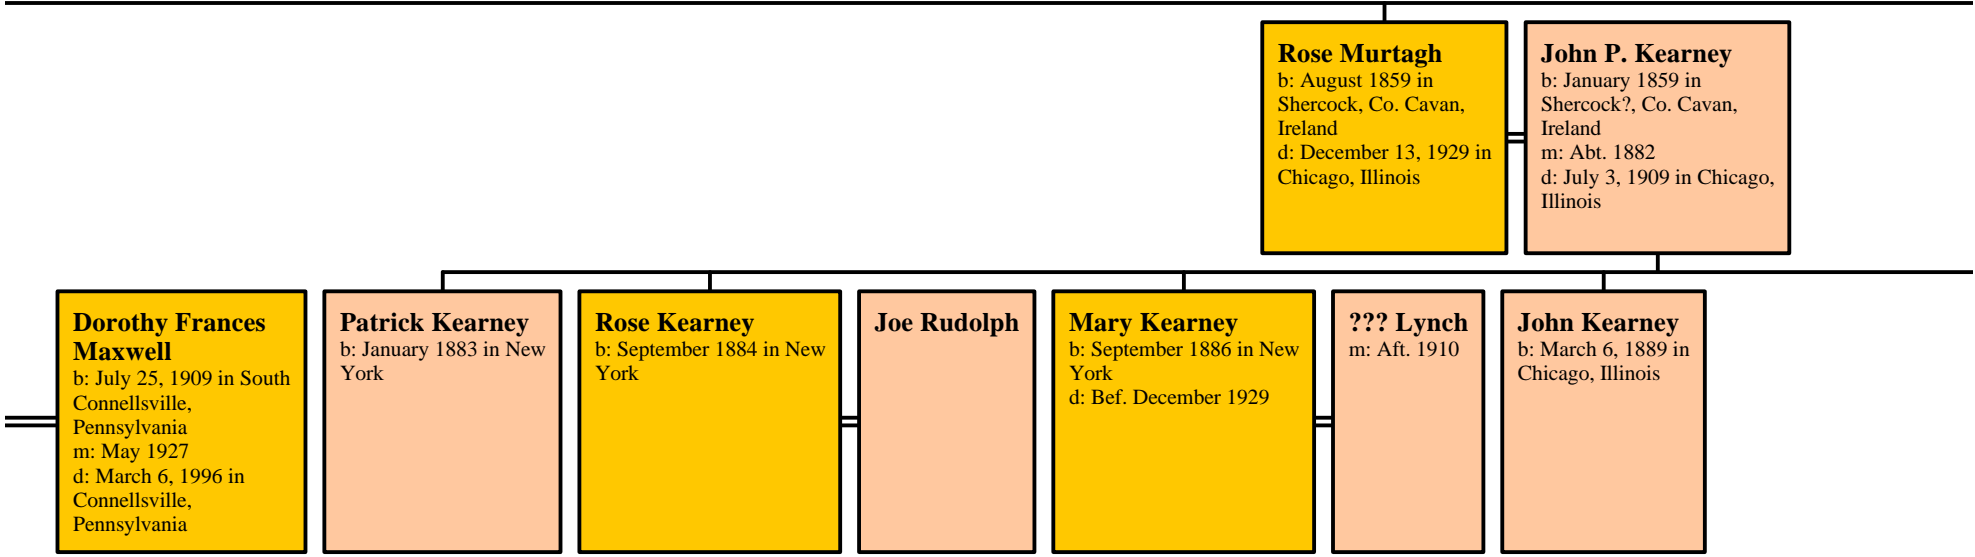 Rose Murtagh
b: August 1859 in
Shercock, Co. Cavan,
Ireland
d: December 13, 1929 in
Chicago, Illinois
John P. Kearney
b: January 1859 in
Shercock?, Co. Cavan,
Ireland
m: Abt. 1882
d: July 3, 1909 in Chicago,
Illinois
Dorothy Frances
Maxwell
b: July 25, 1909 in South
Connellsville,
Pennsylvania
m: May 1927
d: March 6, 1996 in
Connellsville,
Pennsylvania
Patrick Kearney
b: January 1883 in New
York
Rose Kearney
b: September 1884 in New
York
Joe Rudolph
Mary Kearney
b: September 1886 in New
York
d: Bef. December 1929
??? Lynch
m: Aft. 1910
John Kearney
b: March 6, 1889 in
Chicago, Illinois